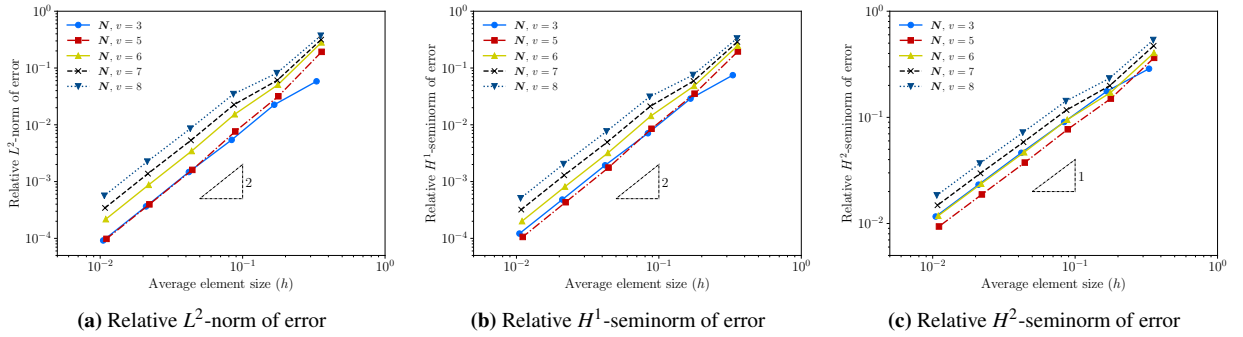 Relative L²-norm of error
10⁰
10⁻¹
10⁻²
10⁻³
10⁻⁴
N, v = 3
N, v = 5
N, v = 6
N, v = 7
N, v = 8
2
10⁻²
10⁻¹
10⁰
Average element size (h)
(a) Relative L²-norm of error
Relative H¹-seminorm of error
10⁰
10⁻¹
10⁻²
10⁻³
10⁻⁴
N, v = 3
N, v = 5
N, v = 6
N, v = 7
N, v = 8
2
10⁻²
10⁻¹
10⁰
Average element size (h)
(b) Relative H¹-seminorm of error
Relative H²-seminorm of error
10⁰
10⁻¹
10⁻²
N, v = 3
N, v = 5
N, v = 6
N, v = 7
N, v = 8
1
10⁻²
10⁻¹
10⁰
Average element size (h)
(c) Relative H²-seminorm of error